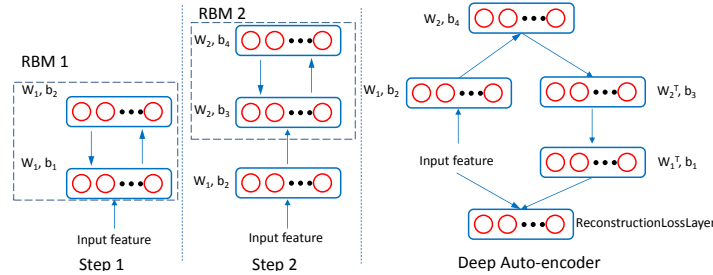 RBM 1
W1, b2
W1, b1
Input feature
Step 1
RBM 2
W2, b4
W2, b3
W1, b2
Input feature
Step 2
W2, b4
W1, b2
W2ᵀ, b3
Input feature
W1ᵀ, b1
ReconstructionLossLayer
Deep Auto-encoder